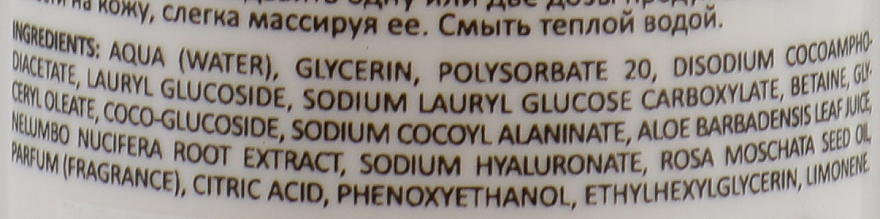 на кожу, слегка массируя ее. Смыть теплой водой.
INGREDIENTS: AQUA (WATER), GLYCERIN, POLYSORBATE 20, DISODIUM COCOAMPHO-
DIACETATE, LAURYL GLUCOSIDE, SODIUM LAURYL GLUCOSE CARBOXYLATE, BETAINE, GLY-
CERYL OLEATE, COCO-GLUCOSIDE, SODIUM COCOYL ALANINATE, ALOE BARBADENSIS LEAF JUICE,
NELUMBO NUCIFERA ROOT EXTRACT, SODIUM HYALURONATE, ROSA MOSCHATA SEED OIL,
PARFUM (FRAGRANCE), CITRIC ACID, PHENOXYETHANOL, ETHYLHEXYLGLYCERIN, LIMONENE.